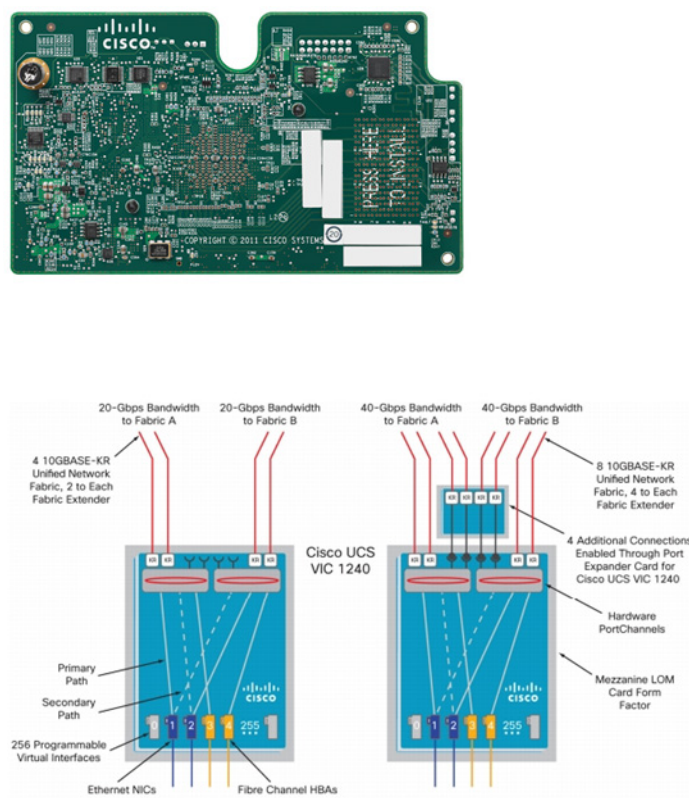 CISCO
PRESS HERE
TO INSTALL
20
COPYRIGHT © 2011 CISCO SYSTEMS
20-Gbps Bandwidth
to Fabric A
20-Gbps Bandwidth
to Fabric B
4 10GBASE-KR
Unified Network
Fabric, 2 to Each
Fabric Extender
KR KR KR KR
Cisco UCS
VIC 1240
Primary
Path
Secondary
Path
CISCO
0 1 2 3 4 255
256 Programmable
Virtual Interfaces
Ethernet NICs
Fibre Channel HBAs
40-Gbps Bandwidth
to Fabric A
40-Gbps Bandwidth
to Fabric B
8 10GBASE-KR
Unified Network
Fabric, 4 to Each
Fabric Extender
KR KR KR KR
4 Additional Connections
Enabled Through Port
Expander Card for
Cisco UCS VIC 1240
KR KR KR KR
Hardware
PortChannels
Mezzanine LOM
Card Form
Factor
CISCO
0 1 2 3 4 255